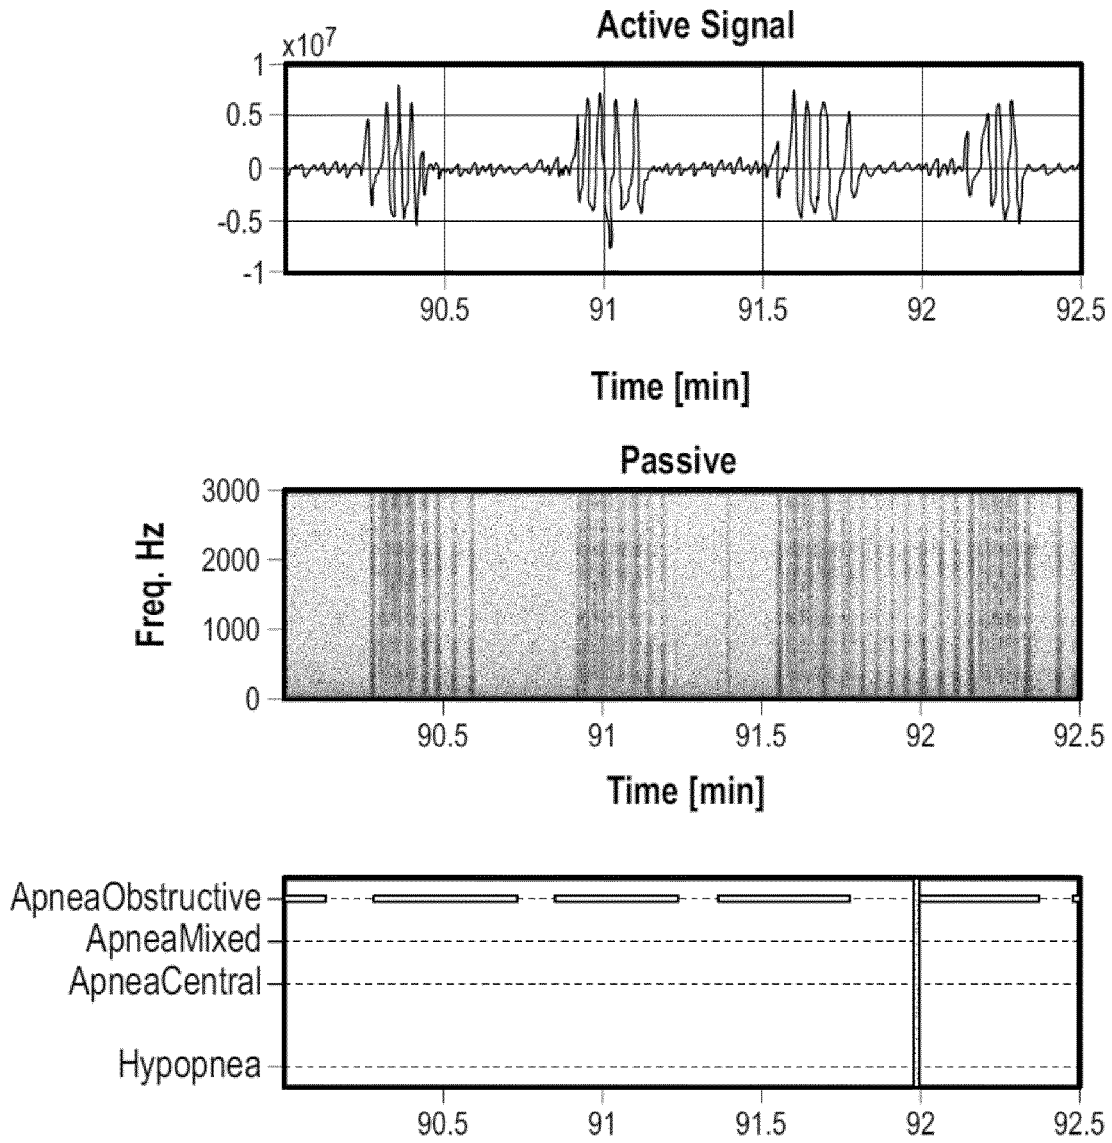 Active Signal
x10⁷
1
0.5
0
-0.5
-1
90.5 91 91.5 92 92.5
Time [min]
Passive
Freq. Hz
3000
2000
1000
0
90.5 91 91.5 92 92.5
Time [min]
ApneaObstructive
ApneaMixed
ApneaCentral
Hypopnea
90.5 91 91.5 92 92.5